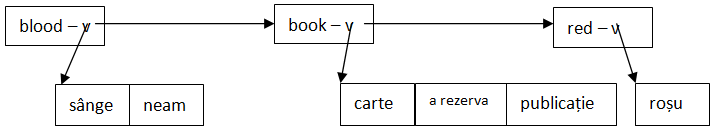 blood – v
book – v
red – v
sânge
neam
carte
a rezerva
publicație
roșu